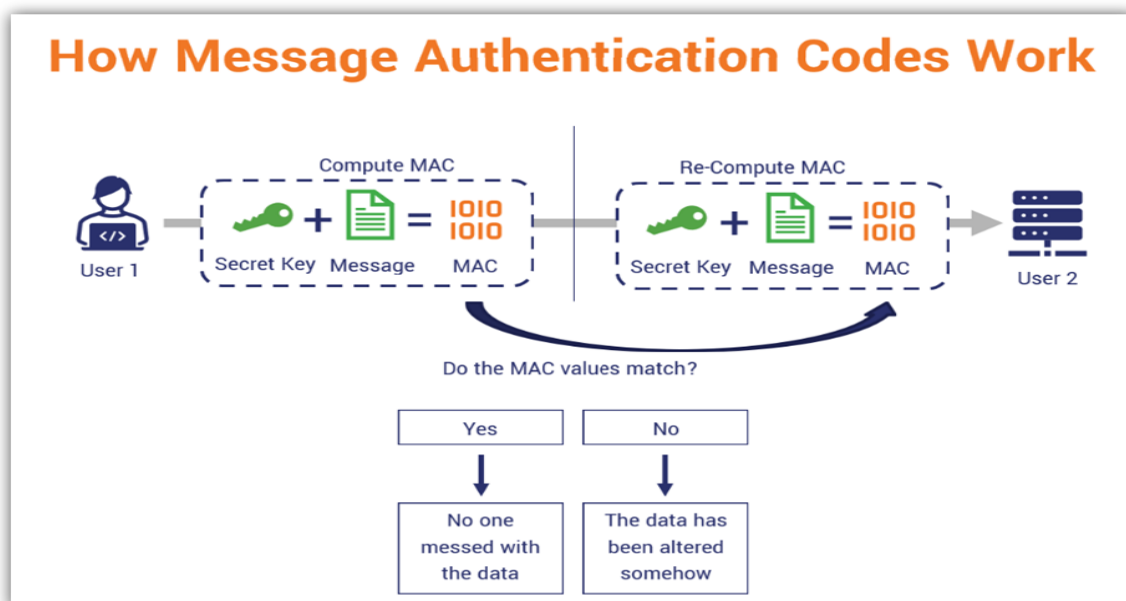 How Message Authentication Codes Work
Compute MAC
Re-Compute MAC
+ =
1010
1010
+ =
1010
1010
</>
User 1
Secret Key Message MAC
Secret Key Message MAC
User 2
Do the MAC values match?
Yes
No
No one
messed with
the data
The data has
been altered
somehow